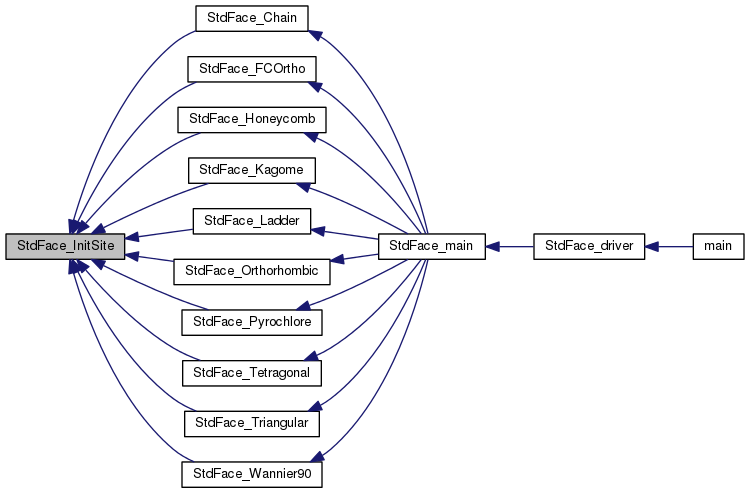 StdFace_Chain
StdFace_FCOrtho
StdFace_Honeycomb
StdFace_Kagome
StdFace_Ladder
StdFace_InitSite
StdFace_main
StdFace_driver
main
StdFace_Orthorhombic
StdFace_Pyrochlore
StdFace_Tetragonal
StdFace_Triangular
StdFace_Wannier90